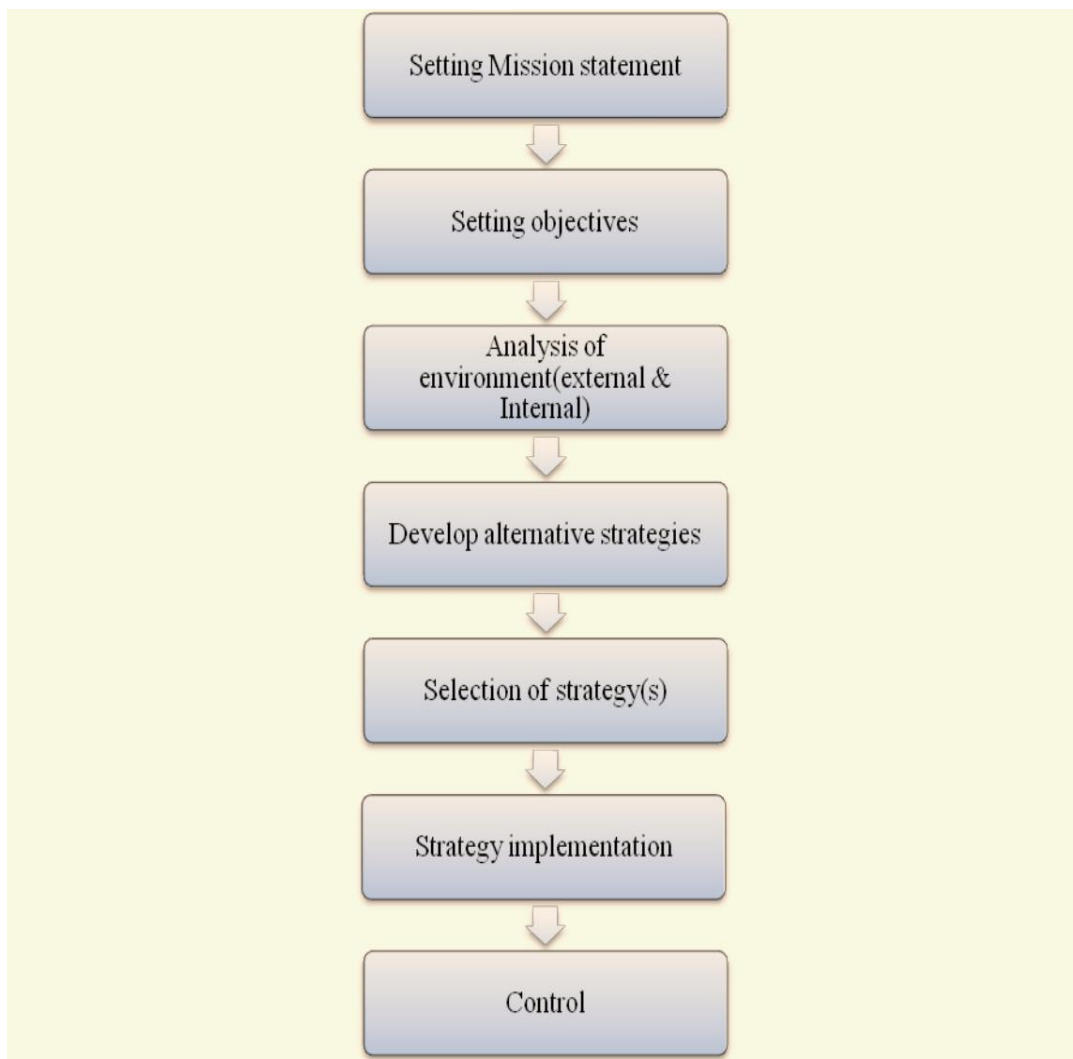 Setting Mission statement
Setting objectives
Analysis of
environment(external &
Internal)
Develop alternative strategies
Selection of strategy(s)
Strategy implementation
Control